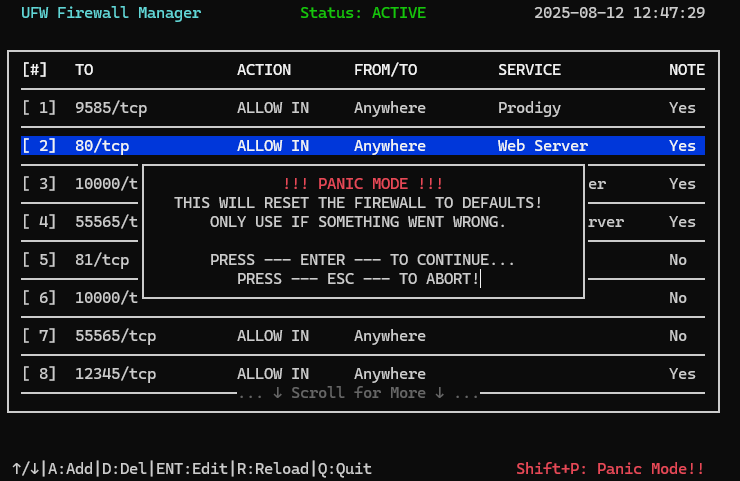 UFW Firewall Manager Status: ACTIVE 2025-08-12 12:47:29
[#] TO ACTION FROM/TO SERVICE NOTE
[ 1] 9585/tcp ALLOW IN Anywhere Prodigy Yes
[ 2] 80/tcp ALLOW IN Anywhere Web Server Yes
!!! PANIC MODE !!!
[ 3] 10000/t er Yes
THIS WILL RESET THE FIREWALL TO DEFAULTS!
ONLY USE IF SOMETHING WENT WRONG.
[ 4] 55565/t rver Yes
PRESS --- ENTER --- TO CONTINUE...
[ 5] 81/tcp No
PRESS --- ESC --- TO ABORT!
[ 6] 10000/t No
[ 7] 55565/tcp ALLOW IN Anywhere No
[ 8] 12345/tcp ALLOW IN Anywhere Yes
... ↓ Scroll for More ↓ ...
↑/↓|A:Add|D:Del|ENT:Edit|R:Reload|Q:Quit Shift+P: Panic Mode!!